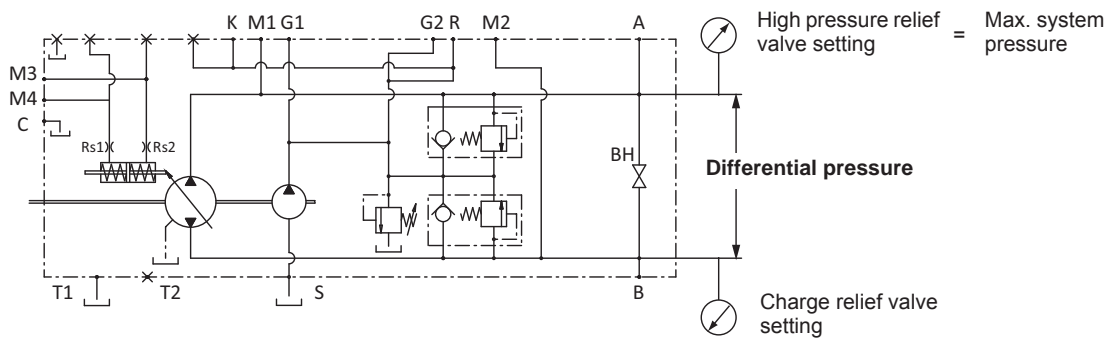 K M1 G1 G2 R M2 A
High pressure relief valve setting = Max. system pressure
M3
M4
C
Rs1 Rs2
BH
Differential pressure
T1 T2 S B
Charge relief valve setting